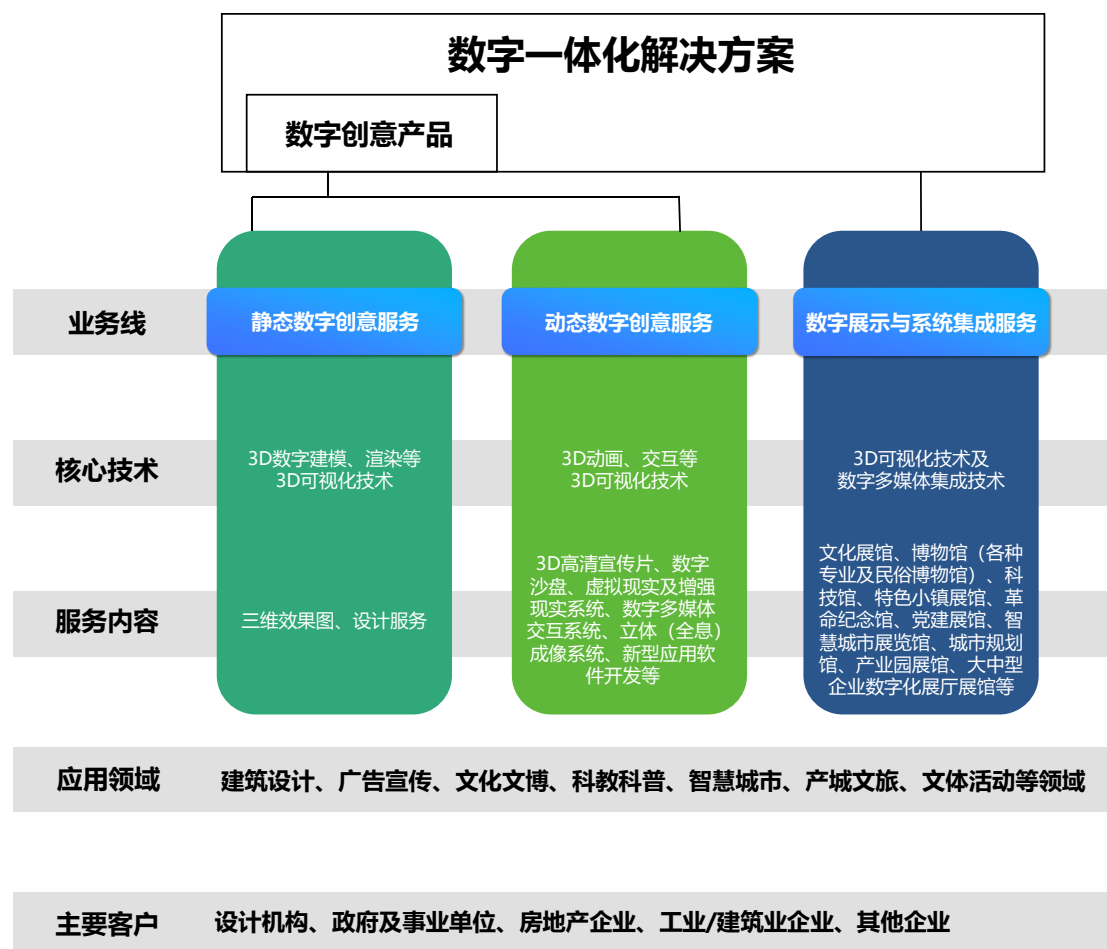 数字一体化解决方案
数字创意产品
业务线
静态数字创意服务
动态数字创意服务
数字展示与系统集成服务
核心技术
3D数字建模、渲染等
3D可视化技术
3D动画、交互等
3D可视化技术
3D可视化技术及
数字多媒体集成技术
服务内容
三维效果图、设计服务
3D高清宣传片、数字
沙盘、虚拟现实及增强
现实系统、数字多媒体
交互系统、立体（全息）
成像系统、新型应用软
件开发等
文化展馆、博物馆（各种
专业及民俗博物馆）、科
技馆、特色小镇展馆、革
命纪念馆、党建展馆、智
慧城市展览馆、城市规划
馆、产业园展馆、大中型
企业数字化展厅展馆等
应用领域
建筑设计、广告宣传、文化文博、科教科普、智慧城市、产城文旅、文体活动等领域
主要客户
设计机构、政府及事业单位、房地产企业、工业/建筑业企业、其他企业